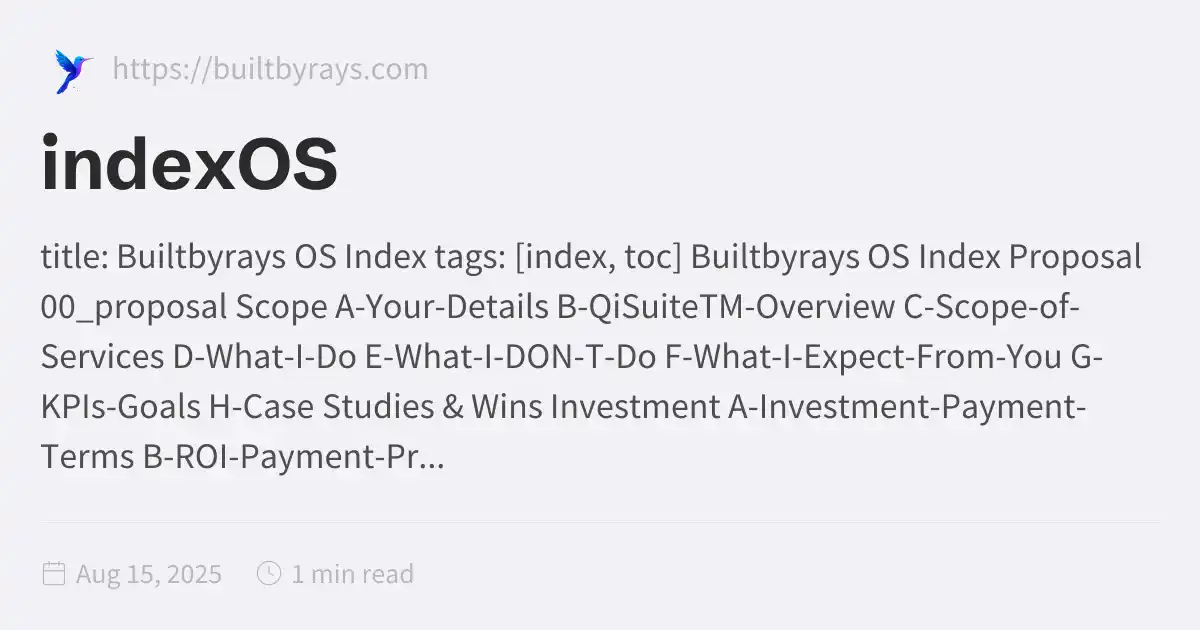 https://builtbyrays.com
indexOS
title: Builtbyrays OS Index tags: [index, toc] Builtbyrays OS Index Proposal
00_proposal Scope A-Your-Details B-QiSuiteTM-Overview C-Scope-of-
Services D-What-I-Do E-What-I-DON-T-Do F-What-I-Expect-From-You G-
KPIs-Goals H-Case Studies & Wins Investment A-Investment-Payment-
Terms B-ROI-Payment-Pr...
Aug 15, 2025 1 min read